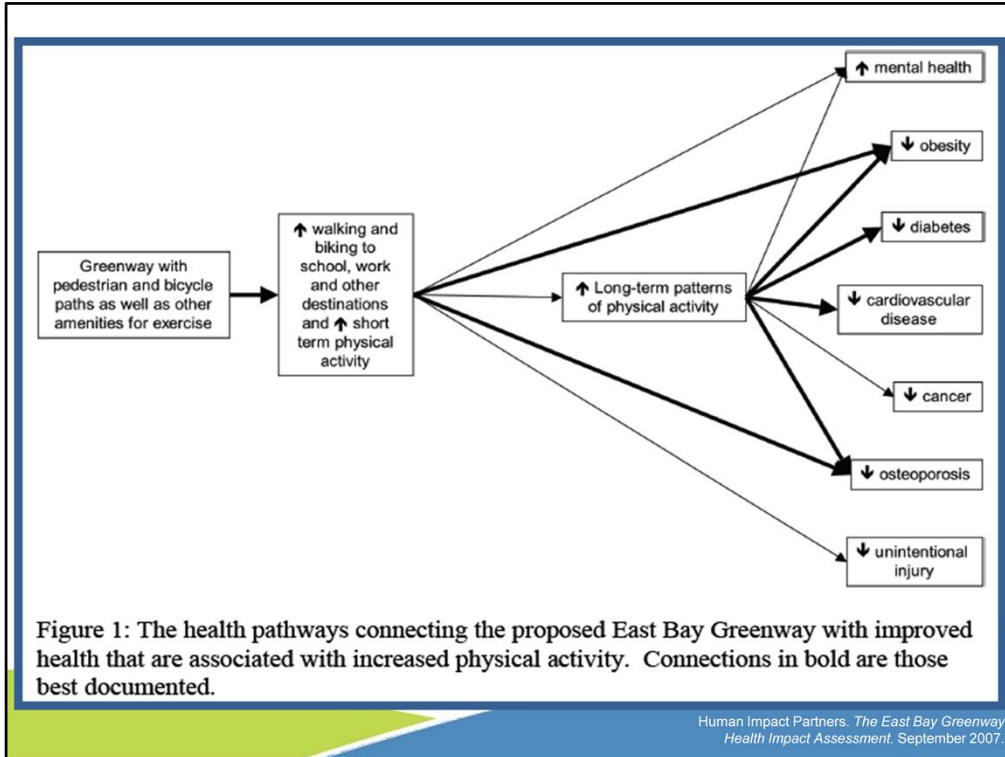 ↑ mental health
↓ obesity
↓ diabetes
↓ cardiovascular
disease
↓ cancer
↓ osteoporosis
↓ unintentional
injury
↑ Long-term patterns
of physical activity
↑ walking and
biking to
school, work
and other
destinations
and ↑ short
term physical
activity
Greenway with
pedestrian and bicycle
paths as well as other
amenities for exercise
Figure 1: The health pathways connecting the proposed East Bay Greenway with improved
health that are associated with increased physical activity.  Connections in bold are those
best documented.
Human Impact Partners. The East Bay Greenway
Health Impact Assessment. September 2007.